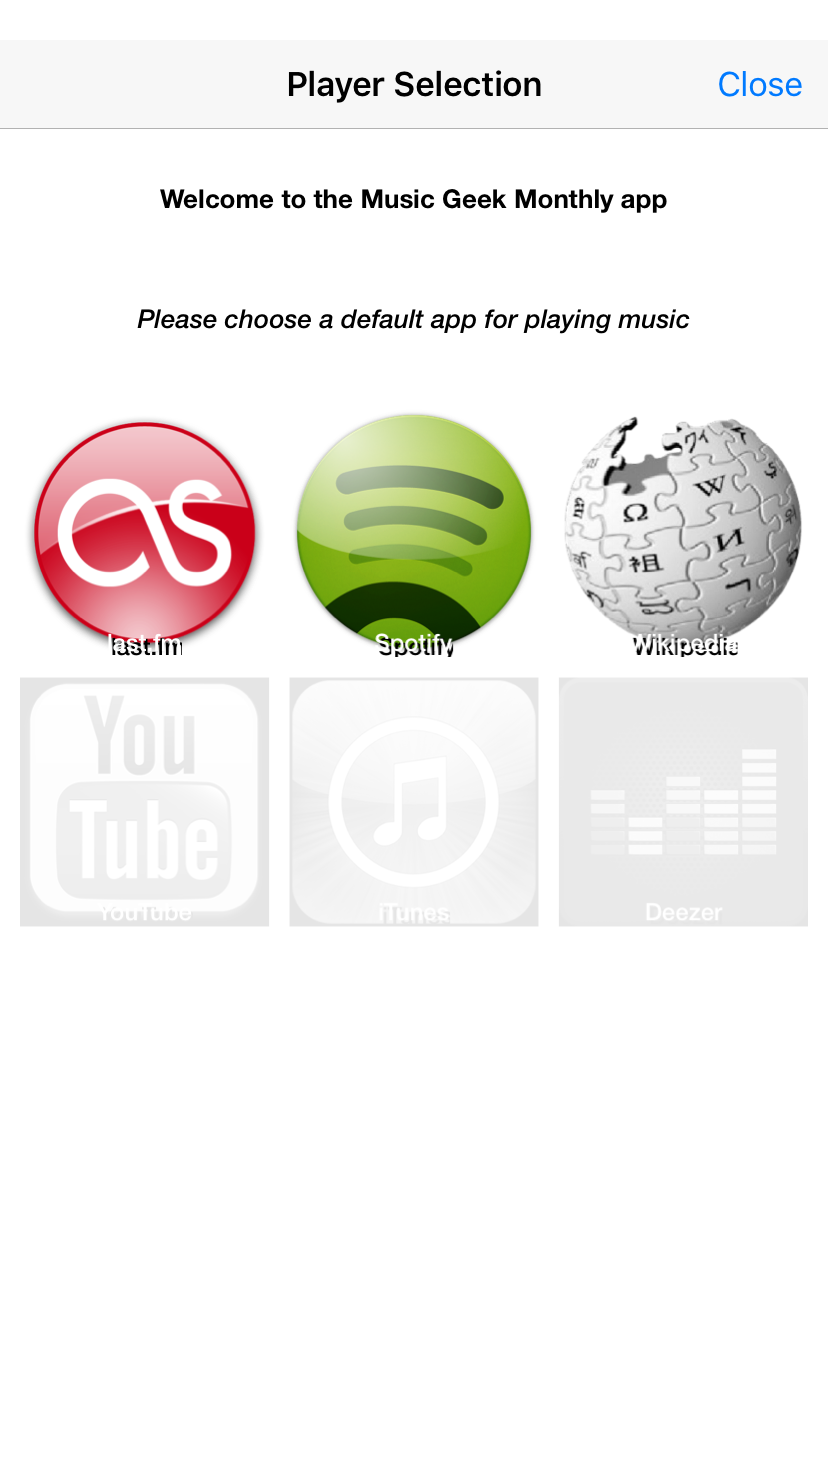 Player Selection
Close
Welcome to the Music Geek Monthly app
Please choose a default app for playing music
last.fm
Spotify
Wikipedia
You
Tube
YouTube
iTunes
Deezer